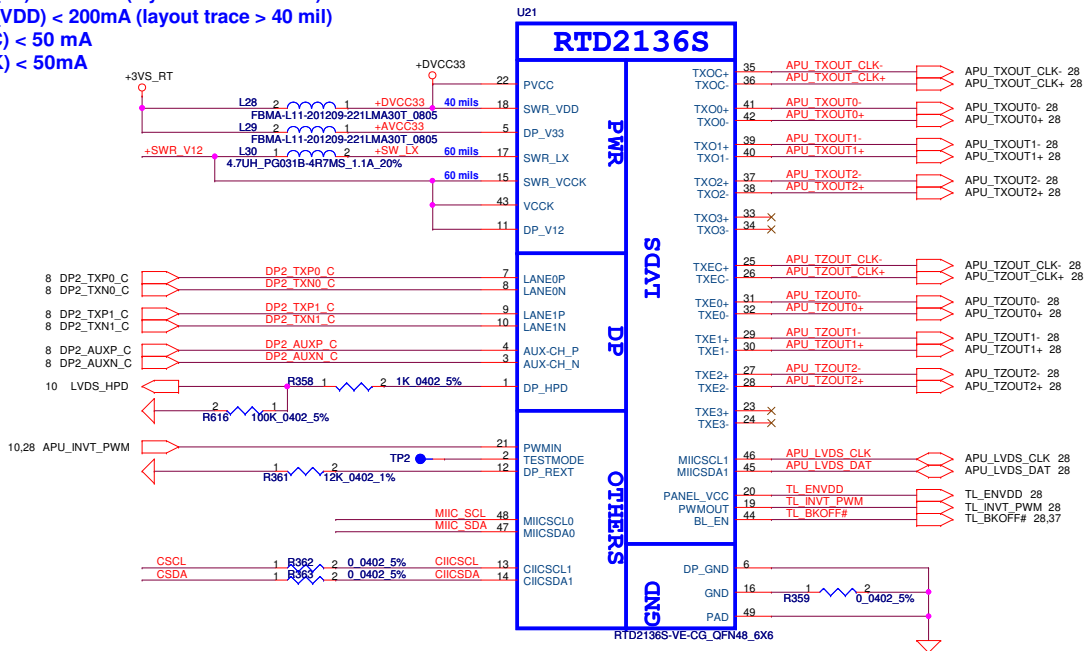 VDD) < 200mA (layout trace > 40 mil)
) < 50 mA
) < 50mA
U21
RTD2136S
+3VS_RT
+DVCC33
L28 2 1 +DVCC33 40 mils
FBMA-L11-201209-221LMA30T_0805
L29 2 1 +AVCC33
FBMA-L11-201209-221LMA30T_0805
+SWR_V12 L30 1 2 +SW_LX 60 mils
4.7UH_PG031B-4R7MS_1.1A_20%
60 mils
22 PVCC
18 SWR_VDD
5 DP_V33
17 SWR_LX
15 SWR_VCCK
43 VCCK
11 DP_V12
PWR
8 DP2_TXP0_C DP2_TXP0_C 7 LANE0P
8 DP2_TXN0_C DP2_TXN0_C 8 LANE0N
8 DP2_TXP1_C DP2_TXP1_C 9 LANE1P
8 DP2_TXN1_C DP2_TXN1_C 10 LANE1N
8 DP2_AUXP_C DP2_AUXP_C 4 AUX-CH_P
8 DP2_AUXN_C DP2_AUXN_C 3 AUX-CH_N
10 LVDS_HPD R358 1 2 1K_0402_5% 1 DP_HPD
2 1
R616 100K_0402_5%
DP
10,28 APU_INVT_PWM 21 PWMIN
TP2 2 TESTMODE
1 2 12 DP_REXT
R361 12K_0402_1%
MIIC_SCL 48 MIICSCL0
MIIC_SDA 47 MIICSDA0
CSCL 1 R362 2 0_0402_5% CIICSCL 13 CIICSCL1
CSDA 1 R363 2 0_0402_5% CIICSDA 14 CIICSDA1
OTHERS
LVDS
TXOC+ 35 APU_TXOUT_CLK- APU_TXOUT_CLK- 28
TXOC- 36 APU_TXOUT_CLK+ APU_TXOUT_CLK+ 28
TXO0+ 41 APU_TXOUT0- APU_TXOUT0- 28
TXO0- 42 APU_TXOUT0+ APU_TXOUT0+ 28
TXO1+ 39 APU_TXOUT1- APU_TXOUT1- 28
TXO1- 40 APU_TXOUT1+ APU_TXOUT1+ 28
TXO2+ 37 APU_TXOUT2- APU_TXOUT2- 28
TXO2- 38 APU_TXOUT2+ APU_TXOUT2+ 28
TXO3+ 33
TXO3- 34
TXEC+ 25 APU_TZOUT_CLK- APU_TZOUT_CLK- 28
TXEC- 26 APU_TZOUT_CLK+ APU_TZOUT_CLK+ 28
TXE0+ 31 APU_TZOUT0- APU_TZOUT0- 28
TXE0- 32 APU_TZOUT0+ APU_TZOUT0+ 28
TXE1+ 29 APU_TZOUT1- APU_TZOUT1- 28
TXE1- 30 APU_TZOUT1+ APU_TZOUT1+ 28
TXE2+ 27 APU_TZOUT2- APU_TZOUT2- 28
TXE2- 28 APU_TZOUT2+ APU_TZOUT2+ 28
TXE3+ 23
TXE3- 24
MIICSCL1 46 APU_LVDS_CLK APU_LVDS_CLK 28
MIICSDA1 45 APU_LVDS_DAT APU_LVDS_DAT 28
PANEL_VCC 20 TL_ENVDD TL_ENVDD 28
PWMOUT 19 TL_INVT_PWM TL_INVT_PWM 28
BL_EN 44 TL_BKOFF# TL_BKOFF# 28,37
GND
DP_GND 6
GND 16 1 2
R359 0_0402_5%
PAD 49
RTD2136S-VE-CG_QFN48_6X6